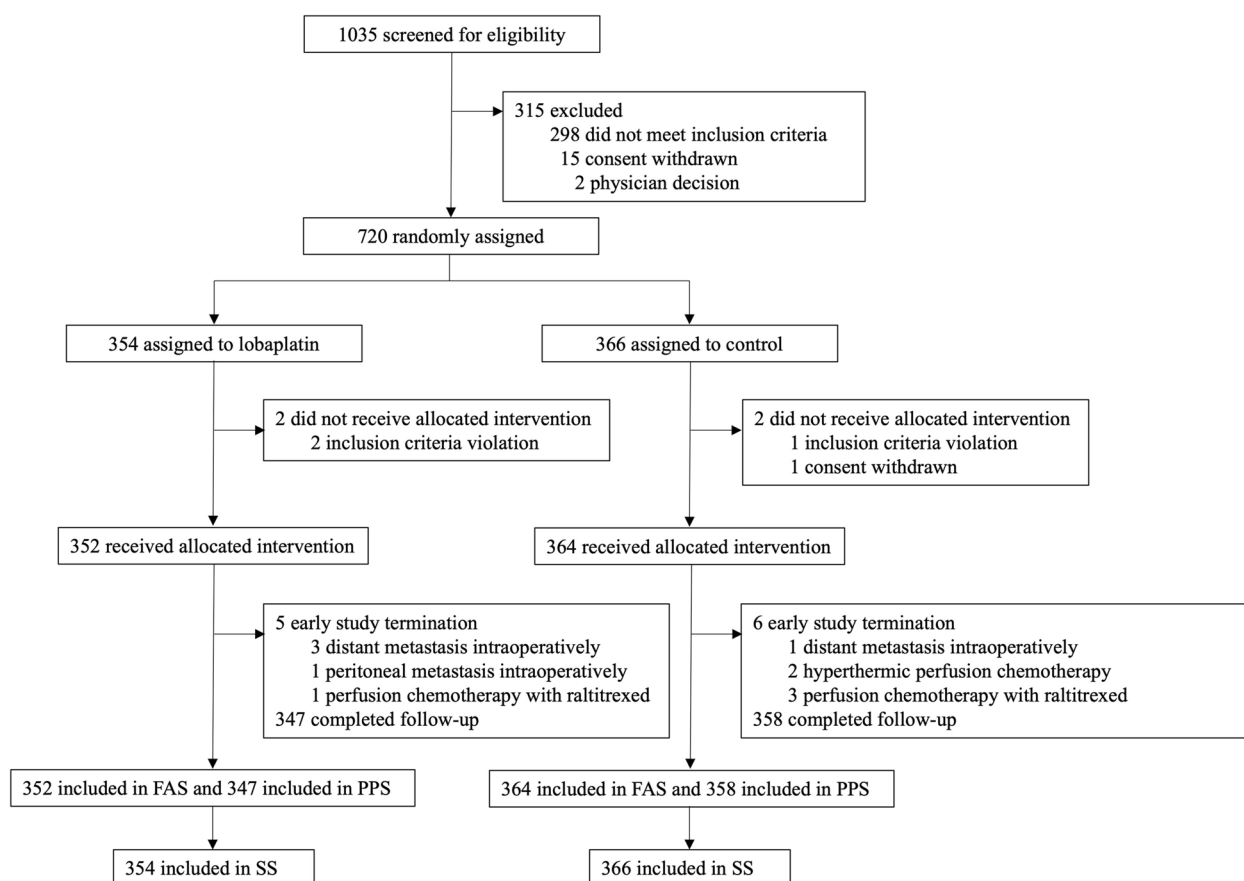 1035 screened for eligibility
315 excluded
298 did not meet inclusion criteria
15 consent withdrawn
2 physician decision
720 randomly assigned
354 assigned to lobaplatin
366 assigned to control
2 did not receive allocated intervention
2 inclusion criteria violation
2 did not receive allocated intervention
1 inclusion criteria violation
1 consent withdrawn
352 received allocated intervention
364 received allocated intervention
5 early study termination
3 distant metastasis intraoperatively
1 peritoneal metastasis intraoperatively
1 perfusion chemotherapy with raltitrexed
347 completed follow-up
6 early study termination
1 distant metastasis intraoperatively
2 hyperthermic perfusion chemotherapy
3 perfusion chemotherapy with raltitrexed
358 completed follow-up
352 included in FAS and 347 included in PPS
364 included in FAS and 358 included in PPS
354 included in SS
366 included in SS